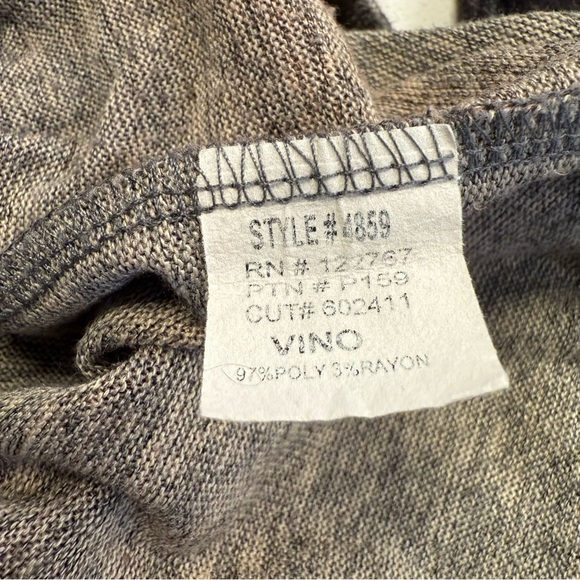 STYLE # 4859
RN # 122767
PTN # P159
CUT# 602411
VINO
97%POLY 3%RAYON